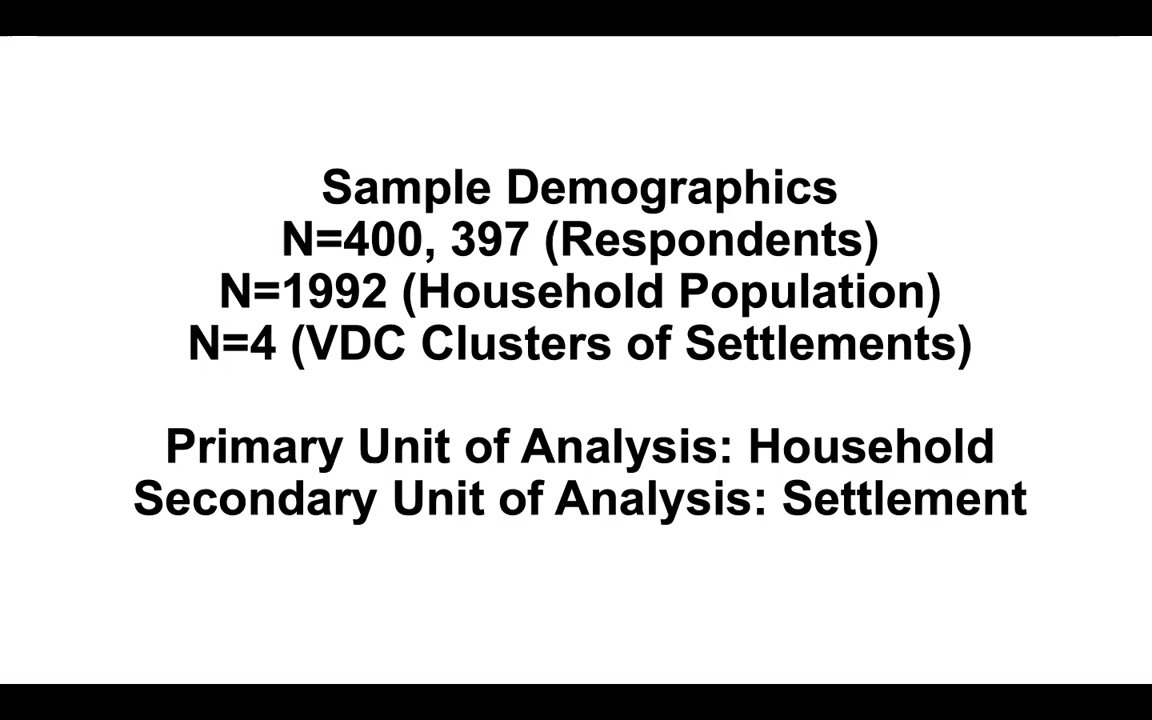 Sample Demographics
N=400, 397 (Respondents)
N=1992 (Household Population)
N=4 (VDC Clusters of Settlements)
Primary Unit of Analysis: Household
Secondary Unit of Analysis: Settlement